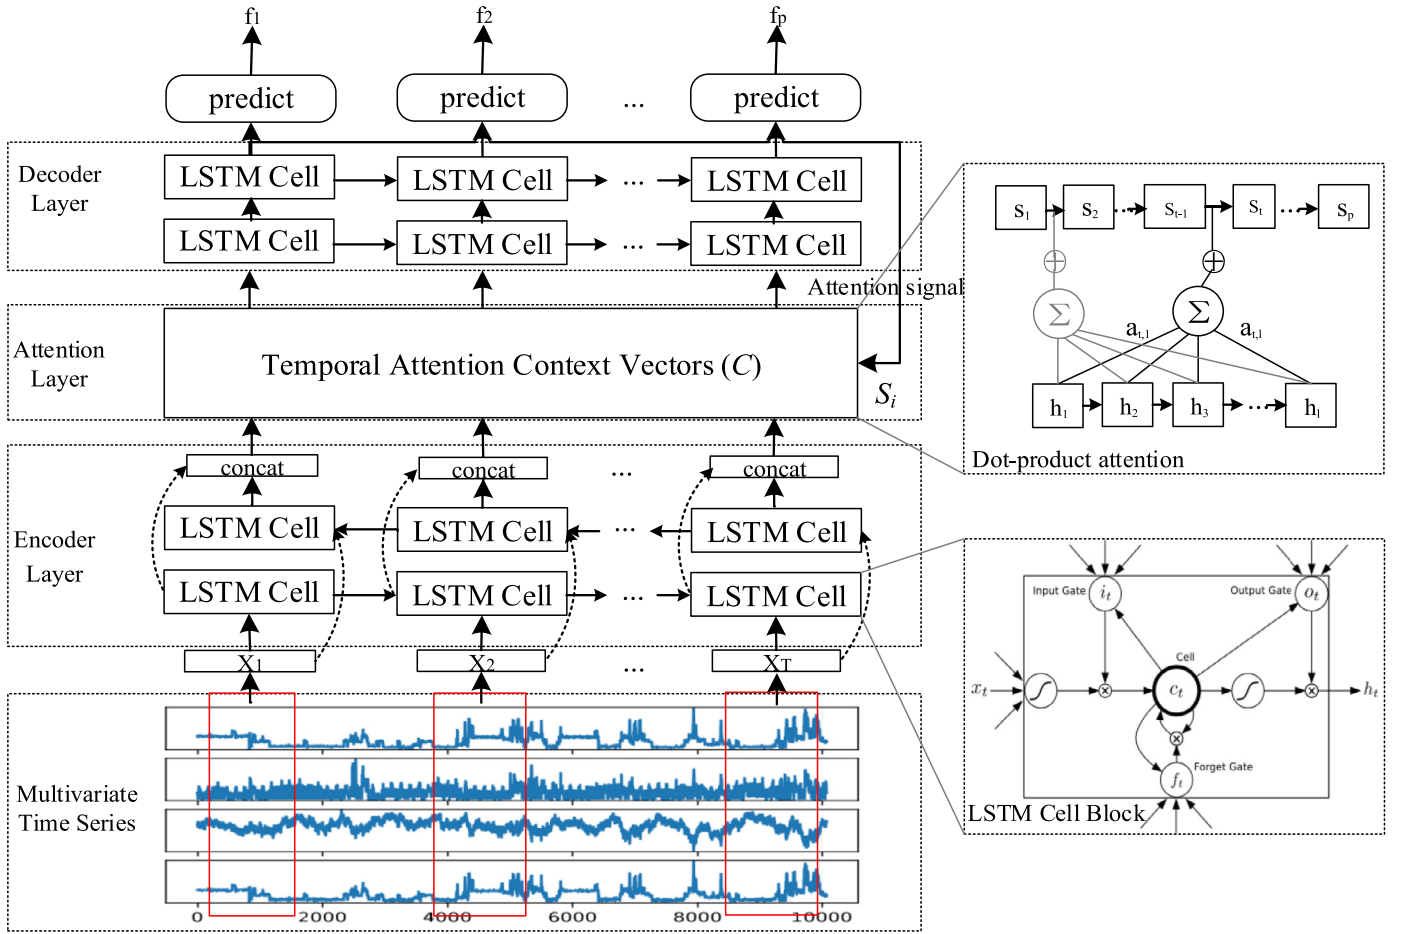 f1 f2 fp
predict predict ... predict
Decoder
Layer
LSTM Cell LSTM Cell ... LSTM Cell
LSTM Cell LSTM Cell ... LSTM Cell
Attention signal
Attention
Layer
Temporal Attention Context Vectors (C)
Si
Encoder
Layer
concat concat ... concat
LSTM Cell LSTM Cell ... LSTM Cell
LSTM Cell LSTM Cell ... LSTM Cell
X1 X2 ... XT
Multivariate
Time Series
0 2000 4000 6000 8000 10000
S1 S2 ... St-1 St ... Sp
+ +
Σ Σ
at,1 at,1
h1 h2 h3 ... hl
Dot-product attention
Input Gate it Output Gate ot
Cell
xt ct ht
Forget Gate
ft
LSTM Cell Block